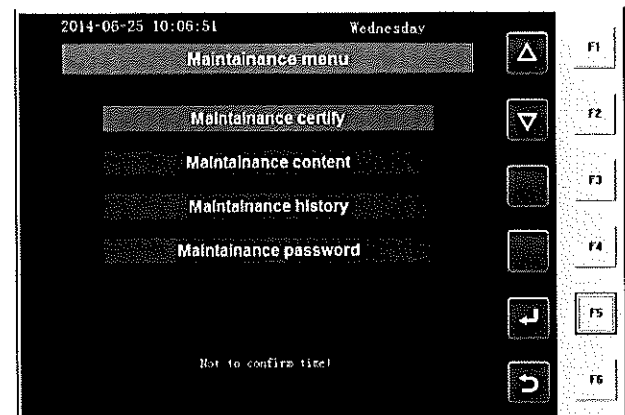 2014-06-25 10:06:51 Wednesday
Maintainance menu
Maintainance certify
Maintainance content
Maintainance history
Maintainance password
Not to confirm time!
F1
F2
F3
F4
F5
F6